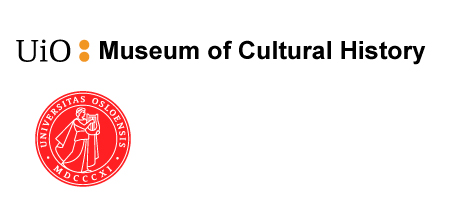 UiO: Museum of Cultural History
UNIVERSITAS OSLOENSIS
MDCCCXI